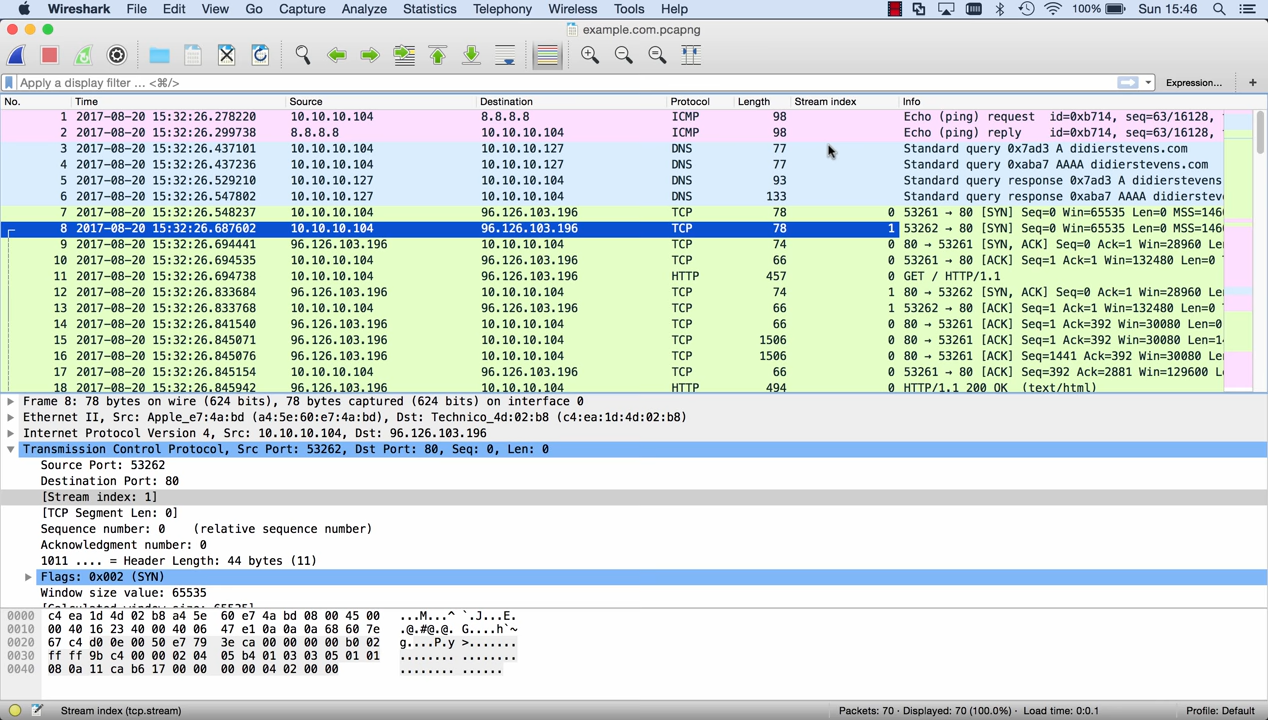 Wireshark File Edit View Go Capture Analyze Statistics Telephony Wireless Tools Help 100% Sun 15:46
example.com.pcapng
Apply a display filter … <⌘/> Expression… +
No. Time Source Destination Protocol Length Stream index Info
1 2017-08-20 15:32:26.278220 10.10.10.104 8.8.8.8 ICMP 98 Echo (ping) request id=0xb714, seq=63/16128,
2 2017-08-20 15:32:26.299738 8.8.8.8 10.10.10.104 ICMP 98 Echo (ping) reply id=0xb714, seq=63/16128,
3 2017-08-20 15:32:26.437101 10.10.10.104 10.10.10.127 DNS 77 Standard query 0x7ad3 A didierstevens.com
4 2017-08-20 15:32:26.437236 10.10.10.104 10.10.10.127 DNS 77 Standard query 0xaba7 AAAA didierstevens.com
5 2017-08-20 15:32:26.529210 10.10.10.127 10.10.10.104 DNS 93 Standard query response 0x7ad3 A didierstevens
6 2017-08-20 15:32:26.547802 10.10.10.127 10.10.10.104 DNS 133 Standard query response 0xaba7 AAAA didierstev
7 2017-08-20 15:32:26.548237 10.10.10.104 96.126.103.196 TCP 78 0 53261 → 80 [SYN] Seq=0 Win=65535 Len=0 MSS=146
8 2017-08-20 15:32:26.687602 10.10.10.104 96.126.103.196 TCP 78 1 53262 → 80 [SYN] Seq=0 Win=65535 Len=0 MSS=146
9 2017-08-20 15:32:26.694441 96.126.103.196 10.10.10.104 TCP 74 0 80 → 53261 [SYN, ACK] Seq=0 Ack=1 Win=28960 Le
10 2017-08-20 15:32:26.694535 10.10.10.104 96.126.103.196 TCP 66 0 53261 → 80 [ACK] Seq=1 Ack=1 Win=132480 Len=0
11 2017-08-20 15:32:26.694738 10.10.10.104 96.126.103.196 HTTP 457 0 GET / HTTP/1.1
12 2017-08-20 15:32:26.833684 96.126.103.196 10.10.10.104 TCP 74 1 80 → 53262 [SYN, ACK] Seq=0 Ack=1 Win=28960 Le
13 2017-08-20 15:32:26.833768 10.10.10.104 96.126.103.196 TCP 66 1 53262 → 80 [ACK] Seq=1 Ack=1 Win=132480 Len=0
14 2017-08-20 15:32:26.841540 96.126.103.196 10.10.10.104 TCP 66 0 80 → 53261 [ACK] Seq=1 Ack=392 Win=30080 Len=0
15 2017-08-20 15:32:26.845071 96.126.103.196 10.10.10.104 TCP 1506 0 80 → 53261 [ACK] Seq=1 Ack=392 Win=30080 Len=1
16 2017-08-20 15:32:26.845076 96.126.103.196 10.10.10.104 TCP 1506 0 80 → 53261 [ACK] Seq=1441 Ack=392 Win=30080 Le
17 2017-08-20 15:32:26.845154 10.10.10.104 96.126.103.196 TCP 66 0 53261 → 80 [ACK] Seq=392 Ack=2881 Win=129600 L
18 2017-08-20 15:32:26.845942 96.126.103.196 10.10.10.104 HTTP 494 0 HTTP/1.1 200 OK (text/html)
Frame 8: 78 bytes on wire (624 bits), 78 bytes captured (624 bits) on interface 0
Ethernet II, Src: Apple_e7:4a:bd (a4:5e:60:e7:4a:bd), Dst: Technico_4d:02:b8 (c4:ea:1d:4d:02:b8)
Internet Protocol Version 4, Src: 10.10.10.104, Dst: 96.126.103.196
Transmission Control Protocol, Src Port: 53262, Dst Port: 80, Seq: 0, Len: 0
Source Port: 53262
Destination Port: 80
[Stream index: 1]
[TCP Segment Len: 0]
Sequence number: 0 (relative sequence number)
Acknowledgment number: 0
1011 .... = Header Length: 44 bytes (11)
Flags: 0x002 (SYN)
Window size value: 65535
[Calculated window size: 65535]
0000 c4 ea 1d 4d 02 b8 a4 5e 60 e7 4a bd 08 00 45 00 ...M...^ `.J...E.
0010 00 40 16 23 40 00 40 06 47 e1 0a 0a 0a 68 60 7e .@.#@.@. G....h`~
0020 67 c4 d0 0e 00 50 e7 79 3e ca 00 00 00 00 b0 02 g....P.y >.......
0030 ff ff 9b c4 00 00 02 04 05 b4 01 03 03 05 01 01 ........ ........
0040 08 0a 11 ca b6 17 00 00 00 00 04 02 00 00 ........ ......
Stream index (tcp.stream) Packets: 70 · Displayed: 70 (100.0%) · Load time: 0:0.1 Profile: Default